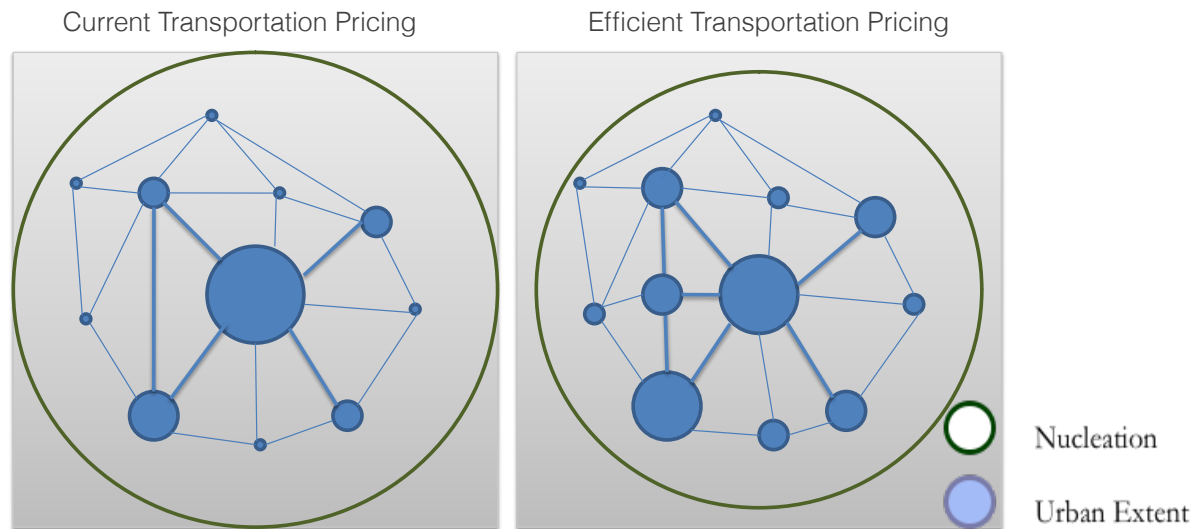 Current Transportation Pricing
Efficient Transportation Pricing
Nucleation
Urban Extent